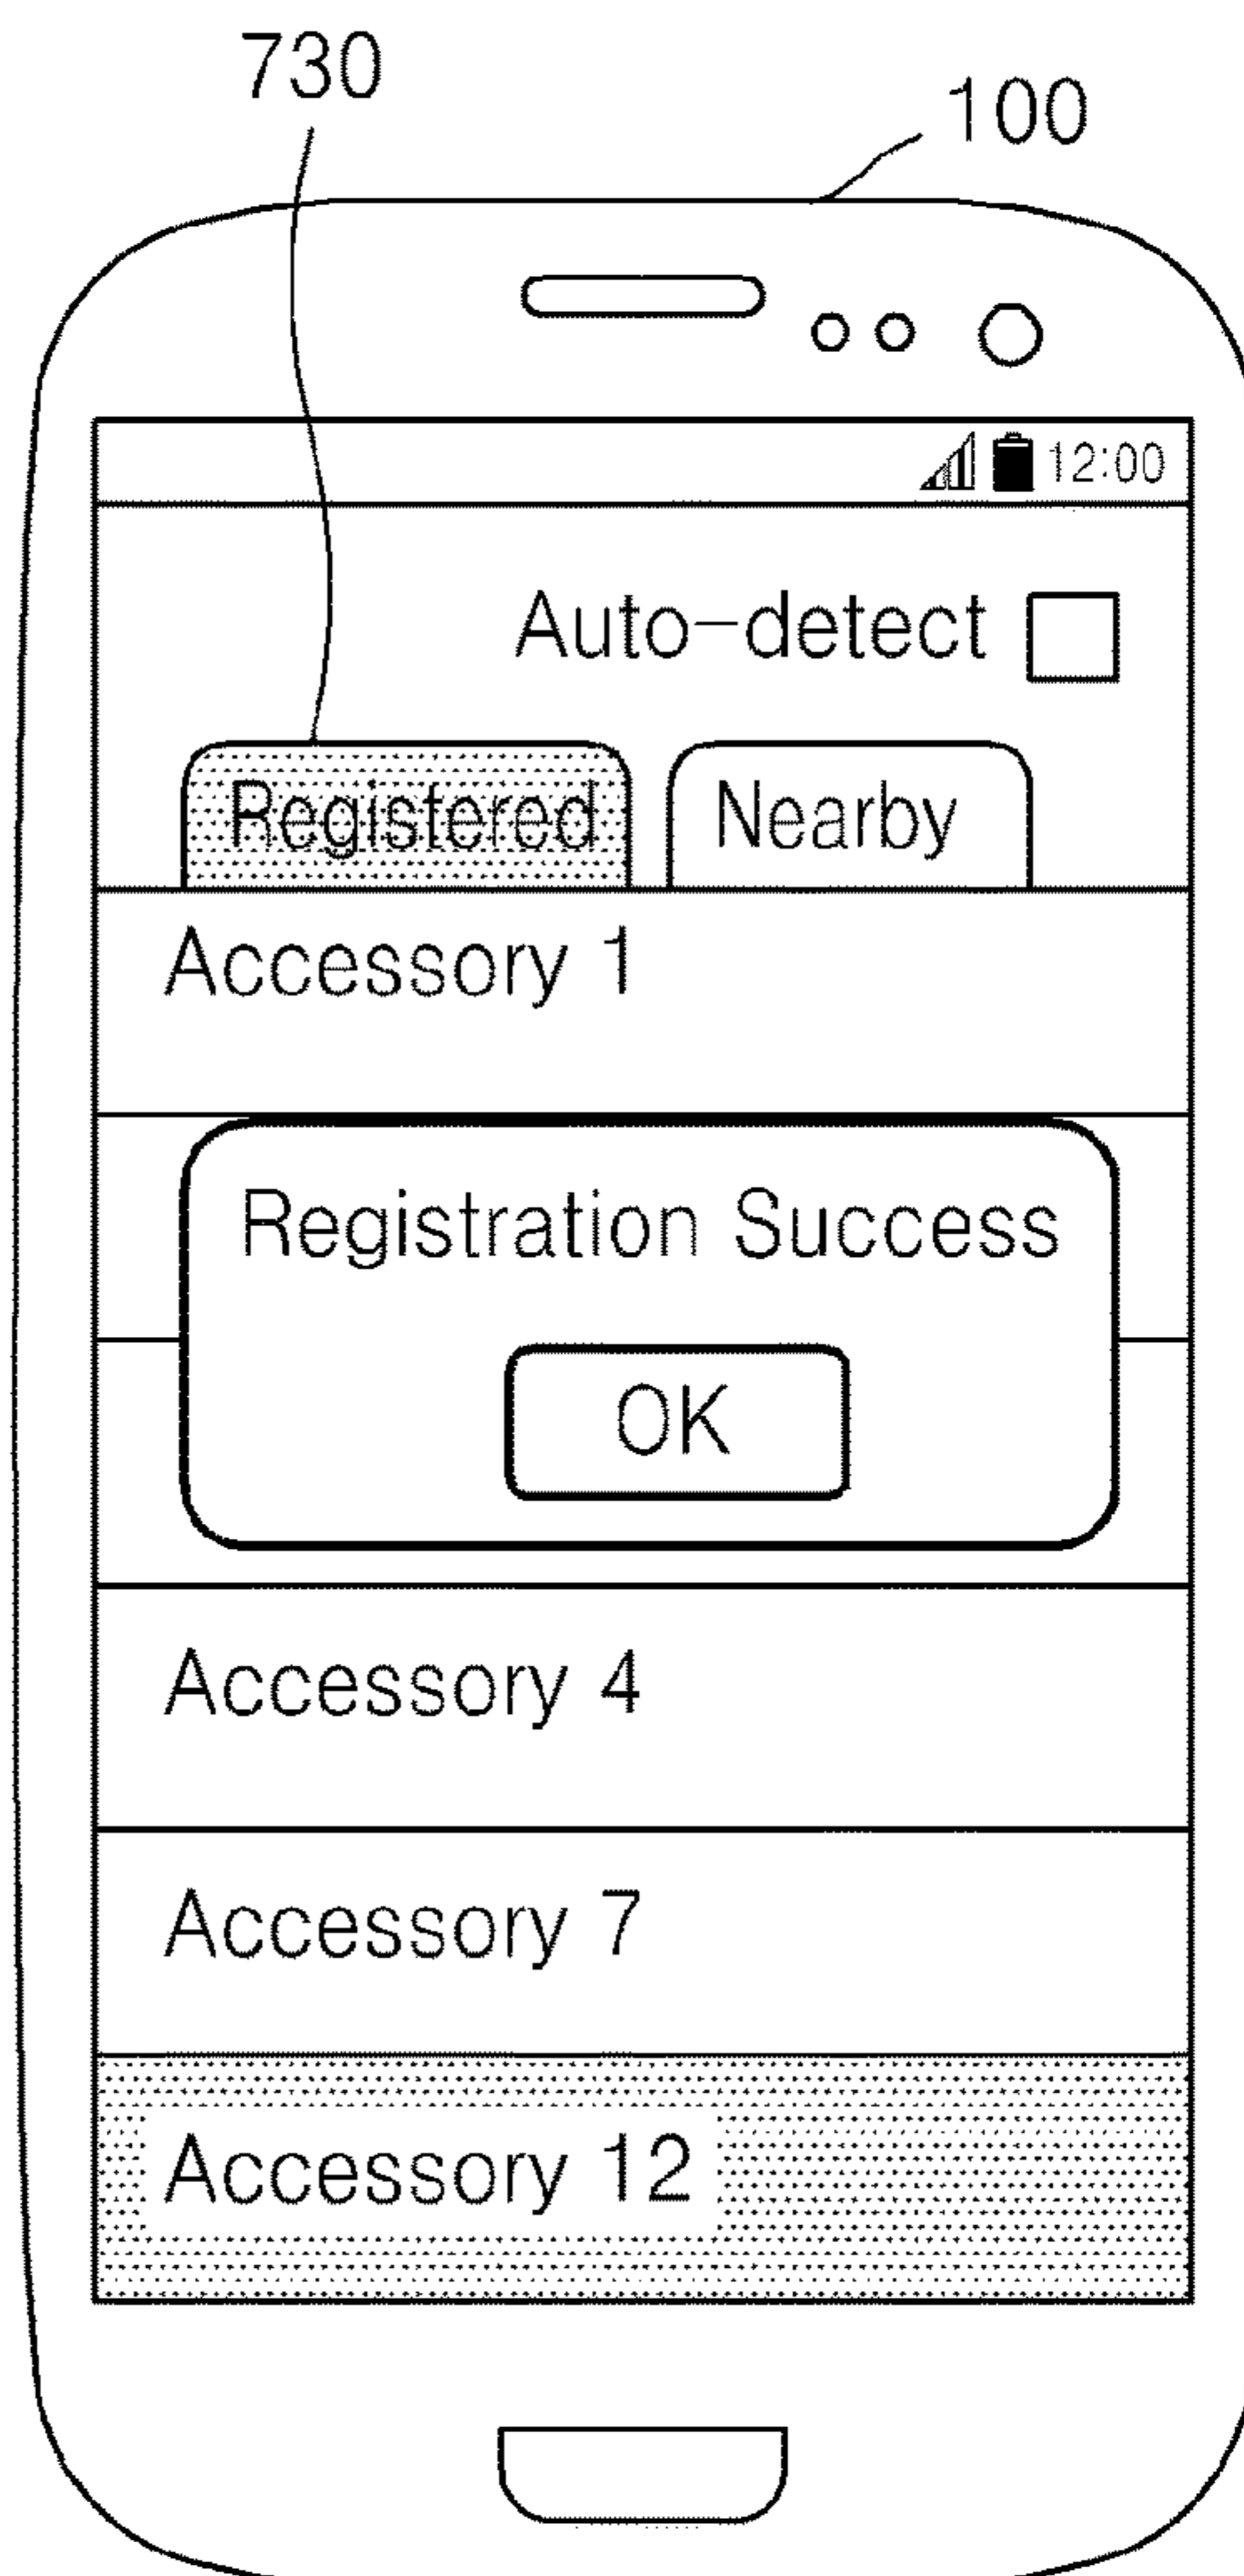 730
100
12:00
Auto-detect
Registered Nearby
Accessory 1
Registration Success
OK
Accessory 4
Accessory 7
Accessory 12